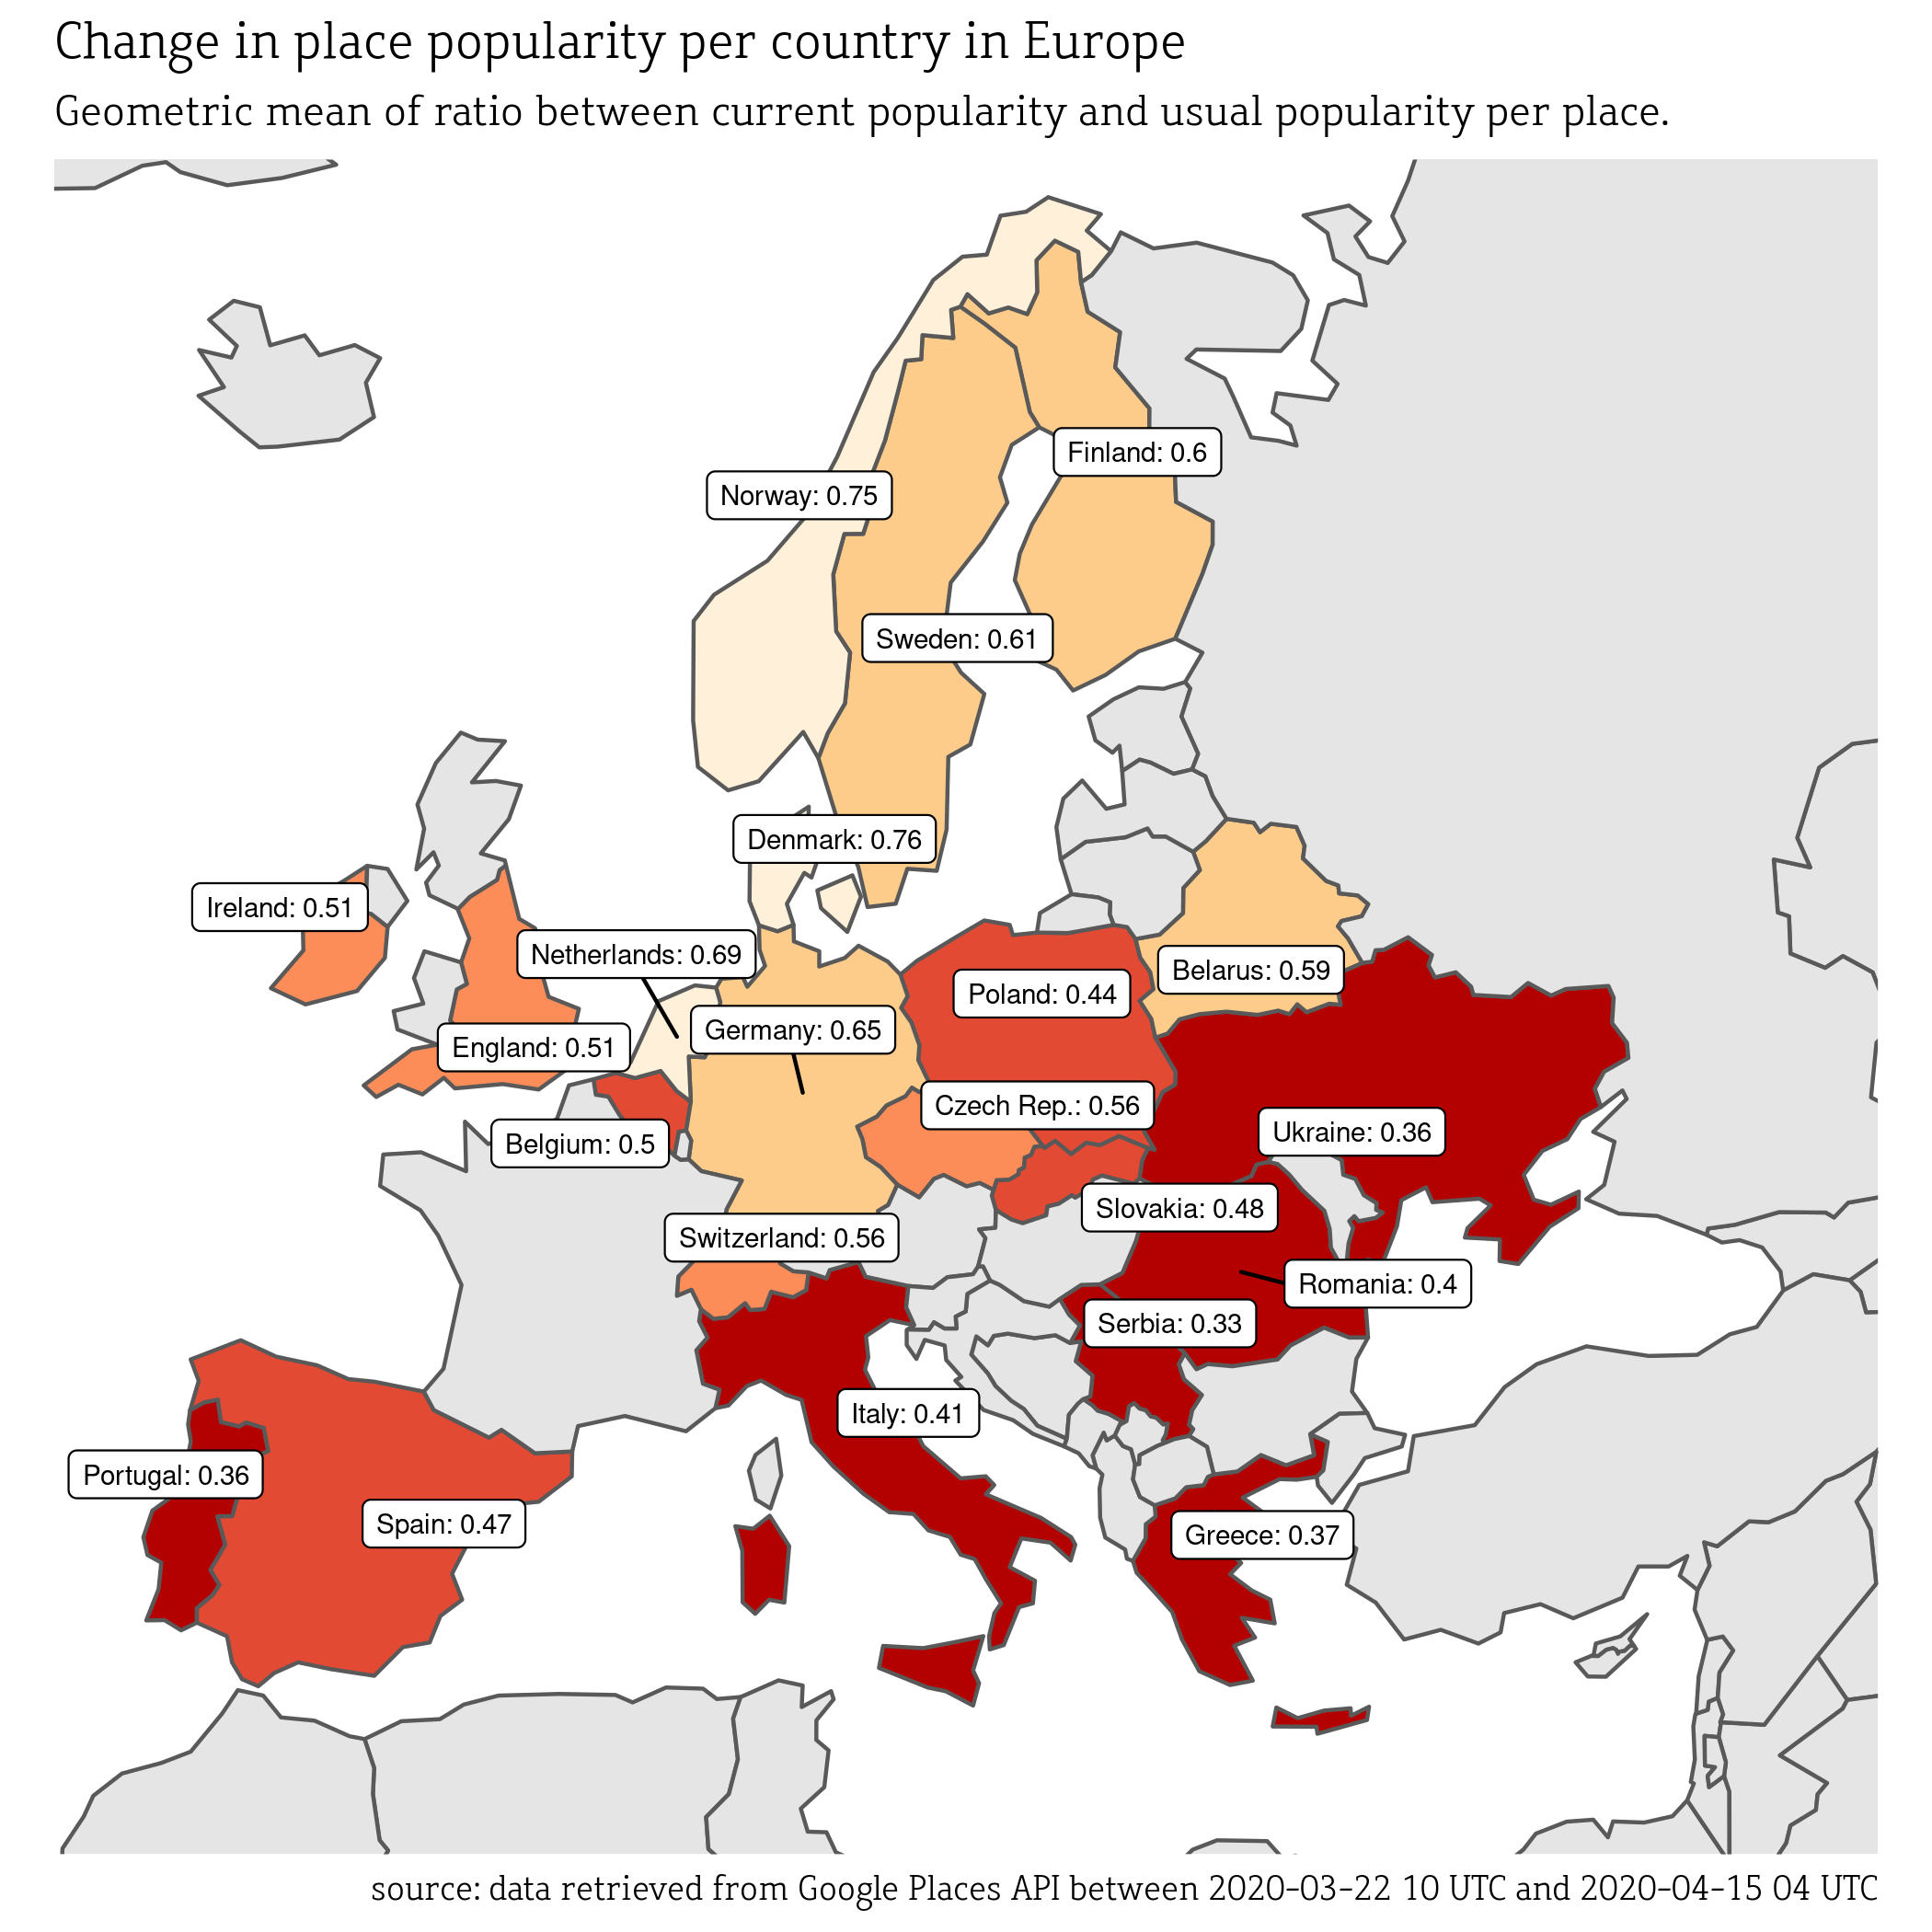 Change in place popularity per country in Europe
Geometric mean of ratio between current popularity and usual popularity per place.
Finland: 0.6
Norway: 0.75
Sweden: 0.61
Denmark: 0.76
Ireland: 0.51
Netherlands: 0.69
Belarus: 0.59
Poland: 0.44
Germany: 0.65
England: 0.51
Czech Rep.: 0.56
Ukraine: 0.36
Belgium: 0.5
Slovakia: 0.48
Switzerland: 0.56
Romania: 0.4
Serbia: 0.33
Italy: 0.41
Portugal: 0.36
Spain: 0.47
Greece: 0.37
source: data retrieved from Google Places API between 2020-03-22 10 UTC and 2020-04-15 04 UTC